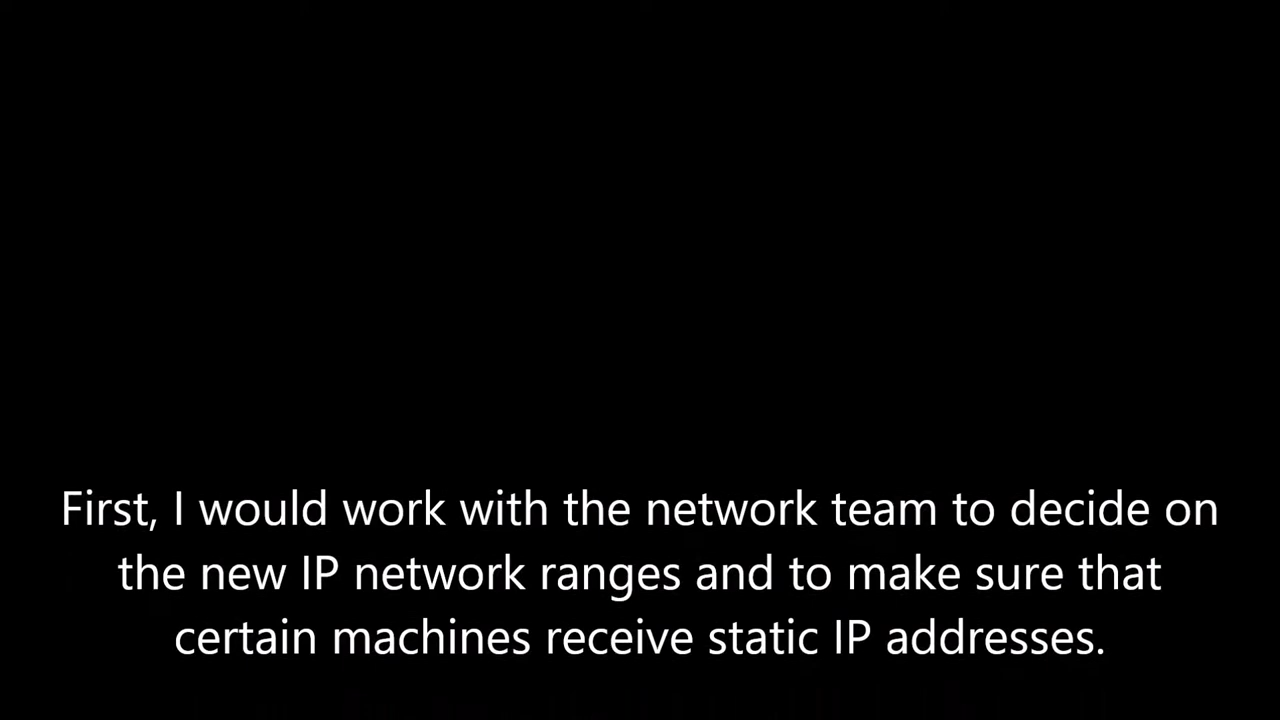 First, I would work with the network team to decide on
the new IP network ranges and to make sure that
certain machines receive static IP addresses.